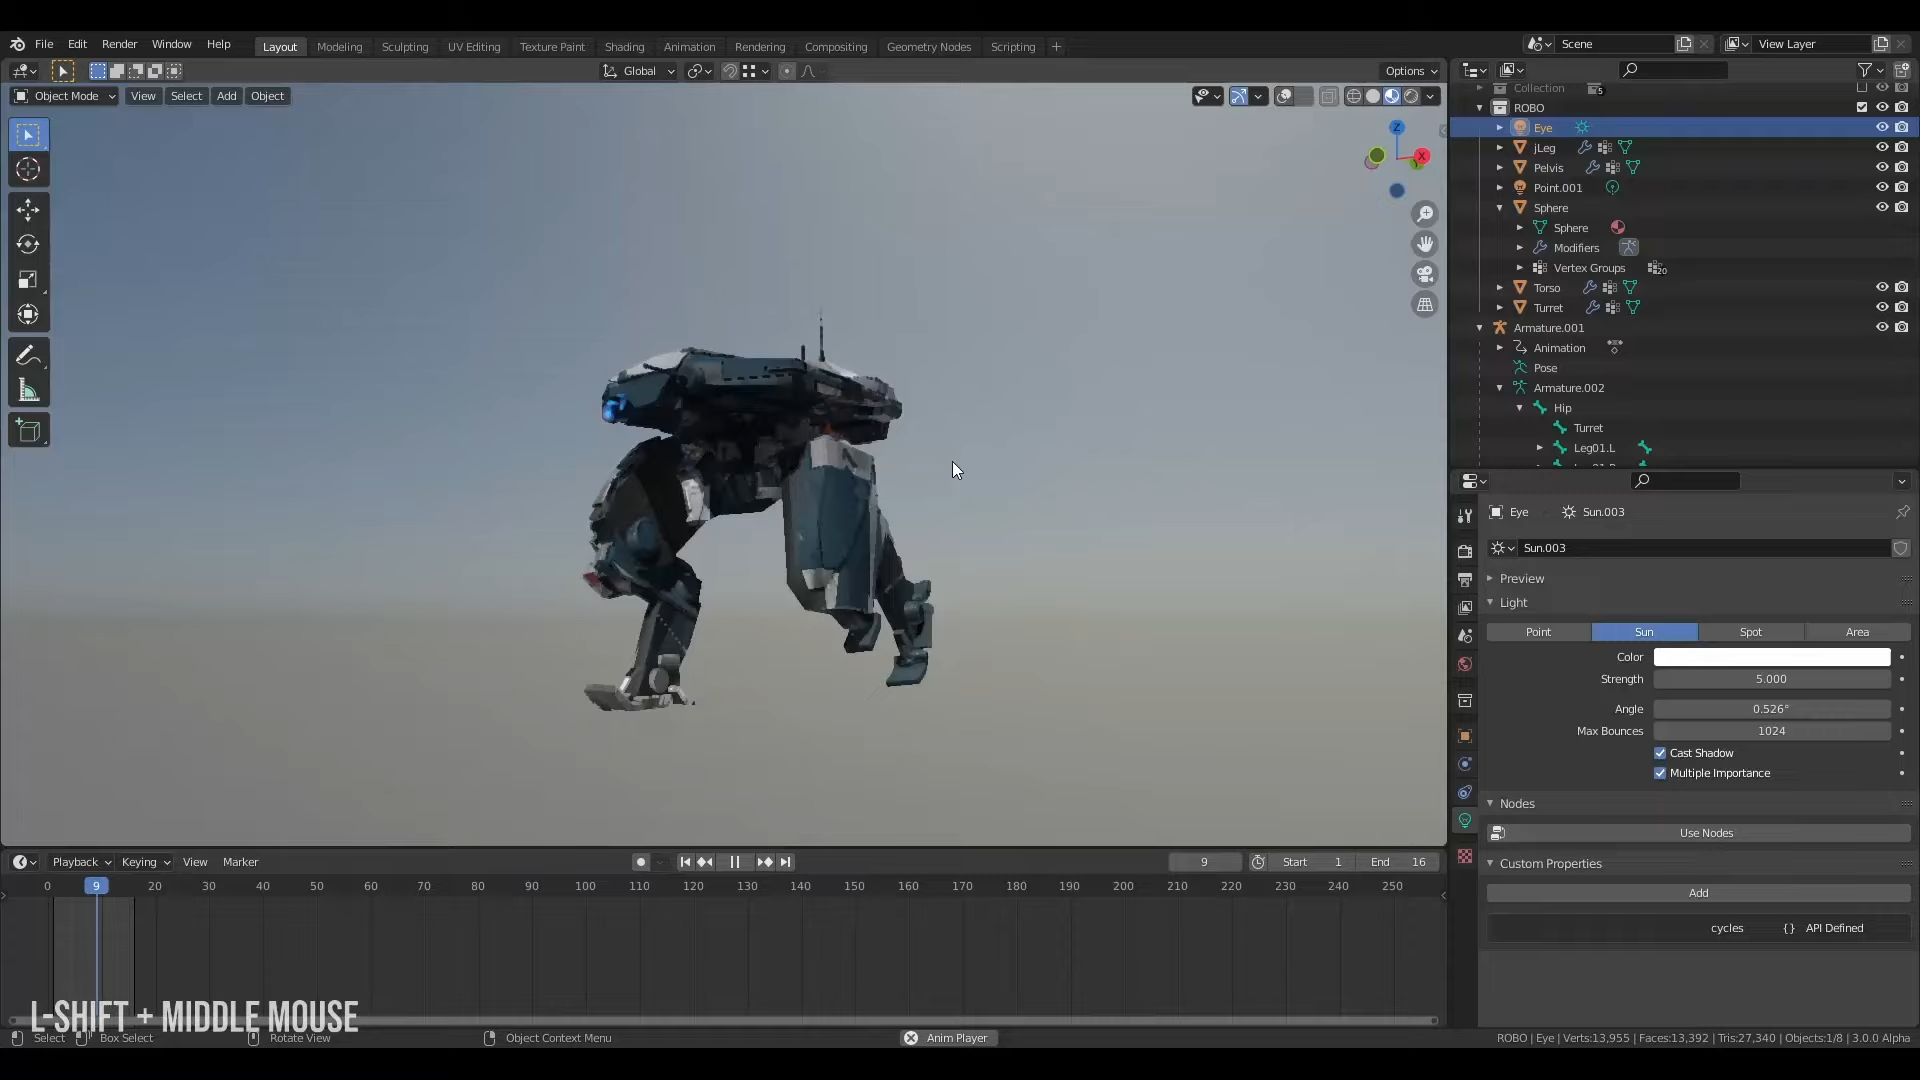 File Edit Render Window Help Layout Modeling Sculpting UV Editing Texture Paint Shading Animation Rendering Compositing Geometry Nodes Scripting + Scene View Layer
Global Options
Object Mode View Select Add Object
Z
X
Collection 5
ROBO
Eye
jLeg
Pelvis
Point.001
Sphere
Sphere
Modifiers
Vertex Groups 20
Torso
Turret
Armature.001
Animation
Pose
Armature.002
Hip
Turret
Leg01.L
Eye Sun.003
Sun.003
Preview
Light
Point Sun Spot Area
Color
Strength 5.000
Angle 0.526°
Max Bounces 1024
Cast Shadow
Multiple Importance
Nodes
Use Nodes
Custom Properties
Add
cycles {} API Defined
Playback Keying View Marker 9 Start 1 End 16
0 9 20 30 40 50 60 70 80 90 100 110 120 130 140 150 160 170 180 190 200 210 220 230 240 250
L-SHIFT + MIDDLE MOUSE
Select Box Select Rotate View Object Context Menu Anim Player ROBO | Eye | Verts:13,955 | Faces:13,392 | Tris:27,340 | Objects:1/8 | 3.0.0 Alpha